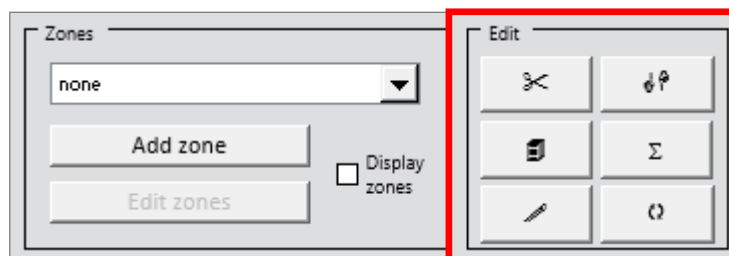 Zones
none
Add zone
Edit zones
Display
zones
Edit
Σ